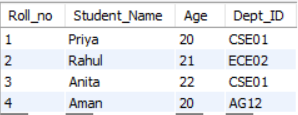 Roll_no Student_Name Age Dept_ID
1 Priya 20 CSE01
2 Rahul 21 ECE02
3 Anita 22 CSE01
4 Aman 20 AG12